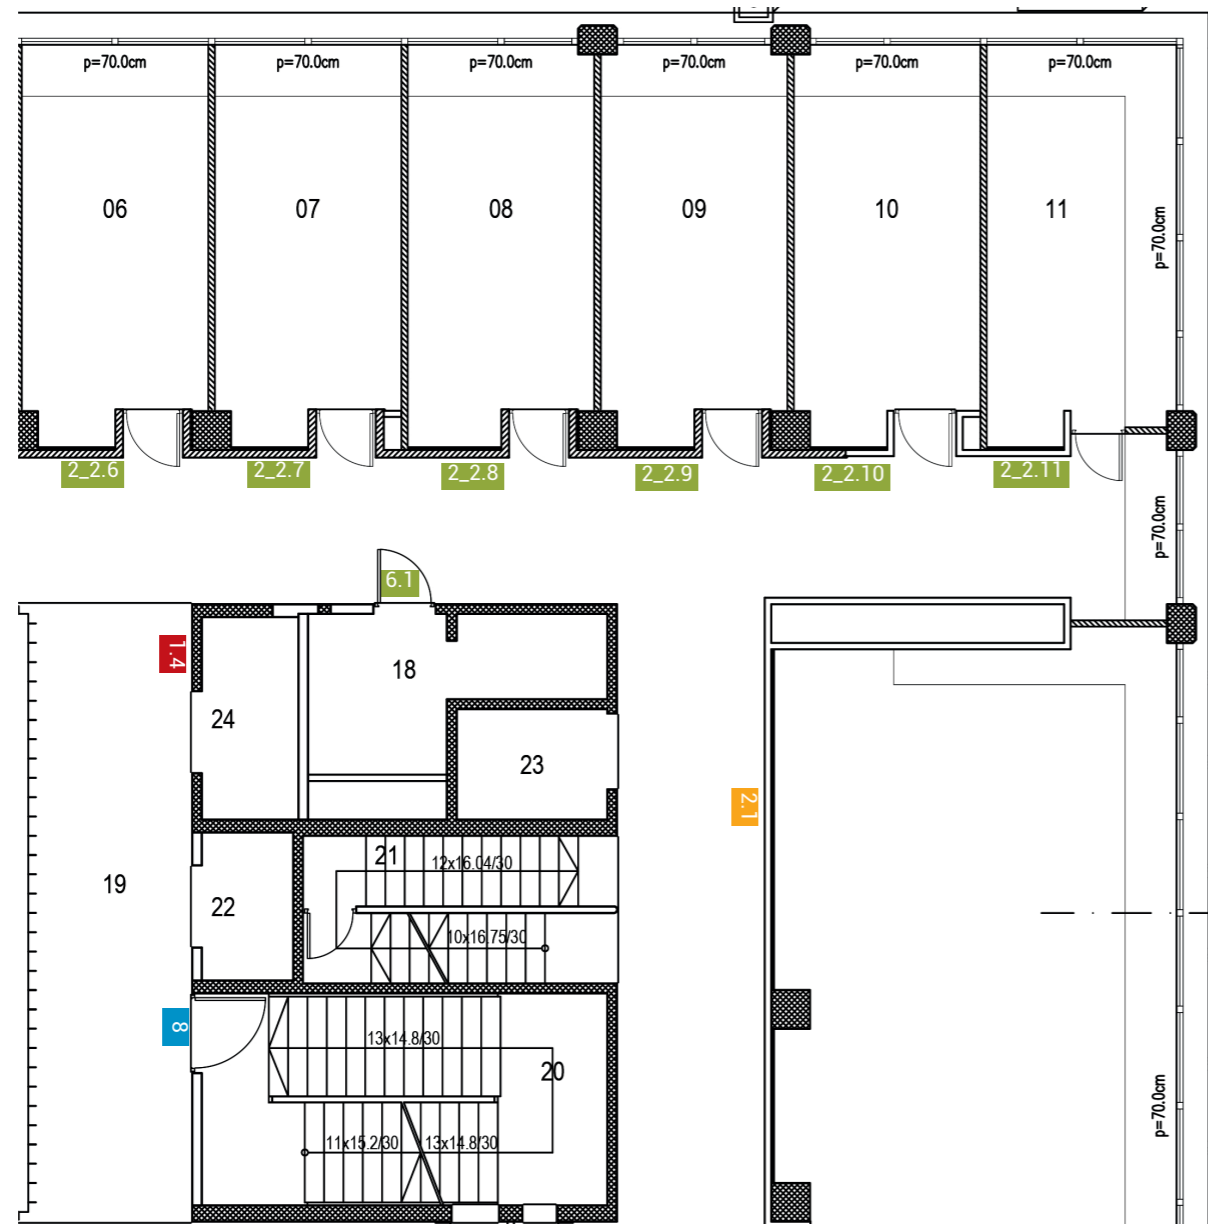 p=70.0cm p=70.0cm p=70.0cm p=70.0cm p=70.0cm p=70.0cm
06 07 08 09 10 11
p=70.0cm
2_2.6 2_2.7 2_2.8 2_2.9 2_2.10 2_2.11
p=70.0cm
6.1
1.4
18
24
23
2.1
21
12x16.04/30
19
22
10x16.75/30
8
13x14.8/30
20
11x15.2/30 13x14.8/30
p=70.0cm